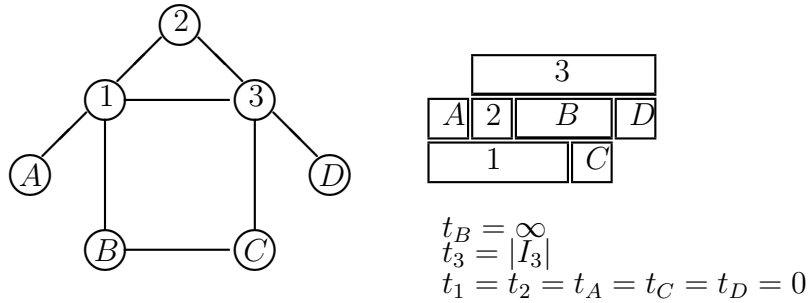 2
1 3
A D
B C
3
A 2 B D
1 C
t_B = ∞
t_3 = |I_3|
t_1 = t_2 = t_A = t_C = t_D = 0